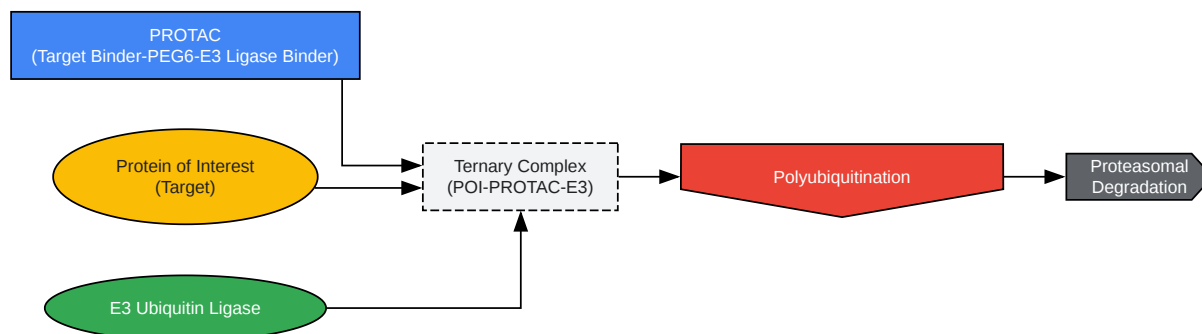 PROTAC
(Target Binder-PEG6-E3 Ligase Binder)
Protein of Interest
(Target)
Ternary Complex
(POI-PROTAC-E3)
Polyubiquitination
Proteasomal
Degradation
E3 Ubiquitin Ligase